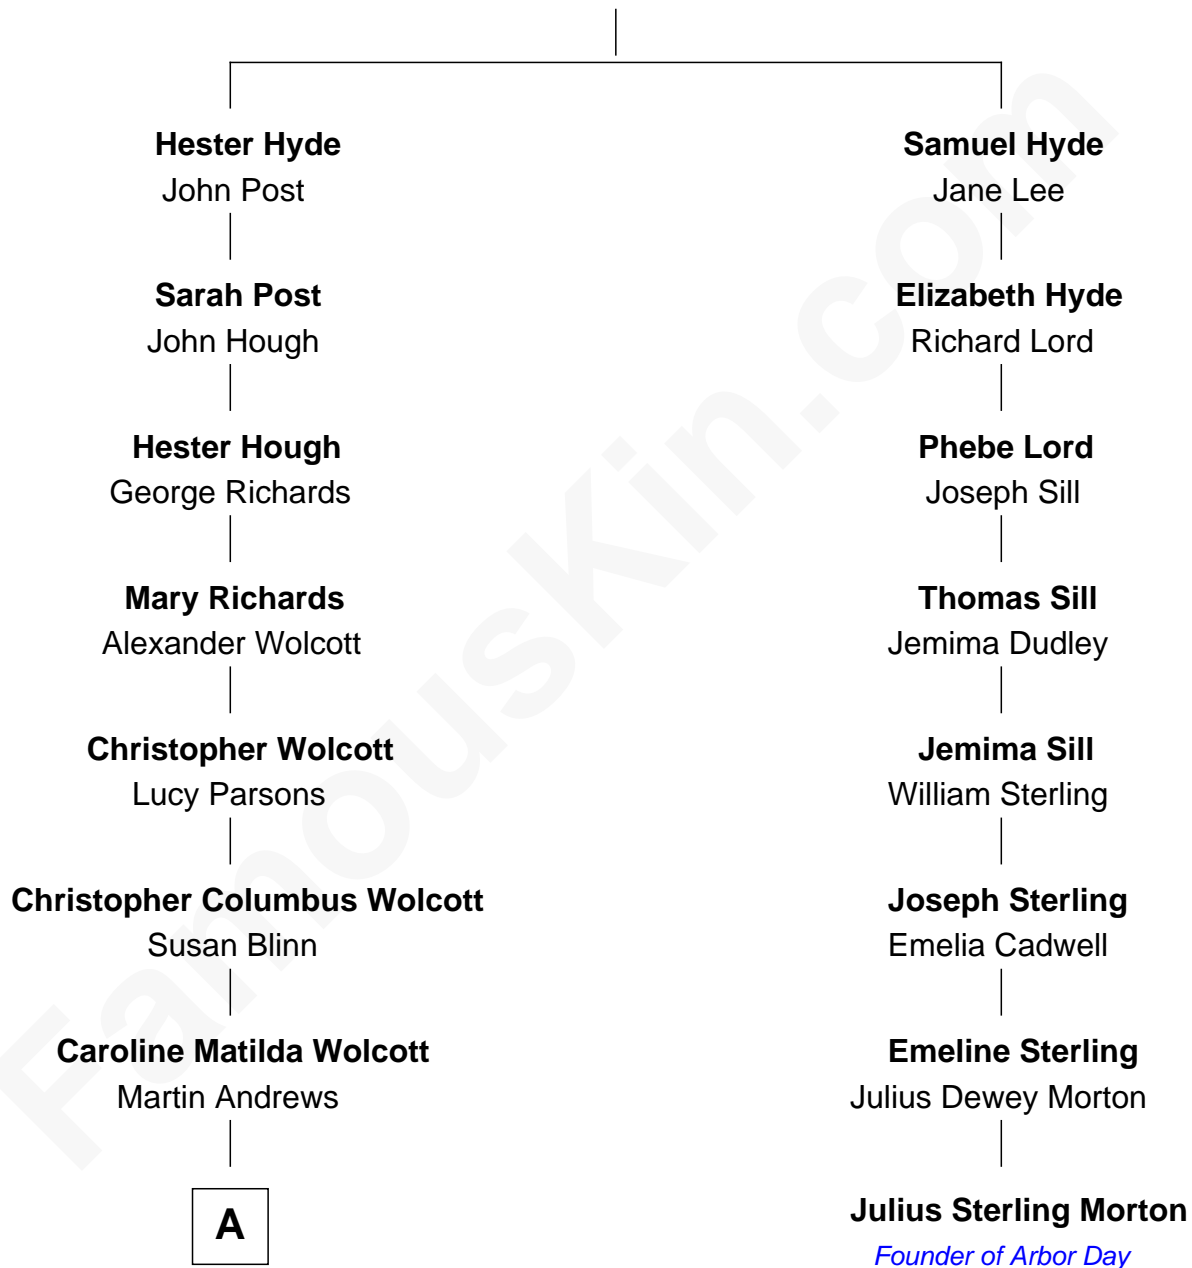 Hester Hyde
John Post
Sarah Post
John Hough
Hester Hough
George Richards
Mary Richards
Alexander Wolcott
Christopher Wolcott
Lucy Parsons
Christopher Columbus Wolcott
Susan Blinn
Caroline Matilda Wolcott
Martin Andrews
A
Samuel Hyde
Jane Lee
Elizabeth Hyde
Richard Lord
Phebe Lord
Joseph Sill
Thomas Sill
Jemima Dudley
Jemima Sill
William Sterling
Joseph Sterling
Emelia Cadwell
Emeline Sterling
Julius Dewey Morton
Julius Sterling Morton
Founder of Arbor Day
FamousKin.com